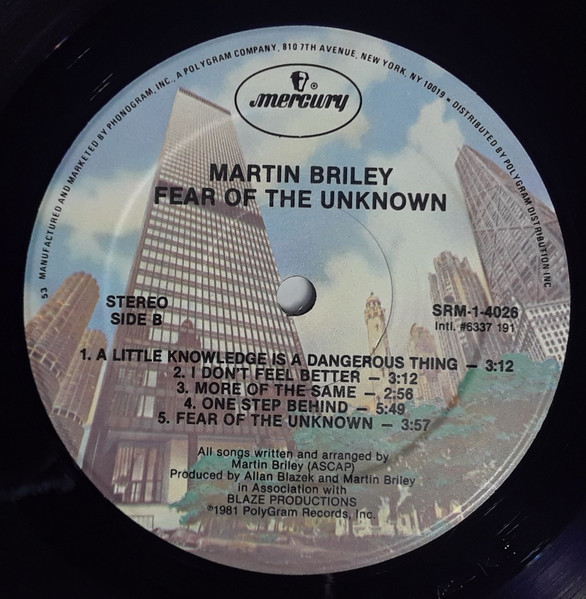 53 MANUFACTURED AND MARKETED BY PHONOGRAM, INC., A POLYGRAM COMPANY, 810 7TH AVENUE, NEW YORK, NY 10019 • DISTRIBUTED BY POLYGRAM DISTRIBUTION INC
mercury ®
MARTIN BRILEY
FEAR OF THE UNKNOWN
STEREO
SIDE B
SRM-1-4026
Intl. #6337 191
1. A LITTLE KNOWLEDGE IS A DANGEROUS THING — 3:12
2. I DON'T FEEL BETTER — 3:12
3. MORE OF THE SAME — 2:56
4. ONE STEP BEHIND — 5:49
5. FEAR OF THE UNKNOWN — 3:57
All songs written and arranged by
Martin Briley (ASCAP)
Produced by Allan Blazek and Martin Briley
in Association with
BLAZE PRODUCTIONS
℗1981 PolyGram Records, Inc.